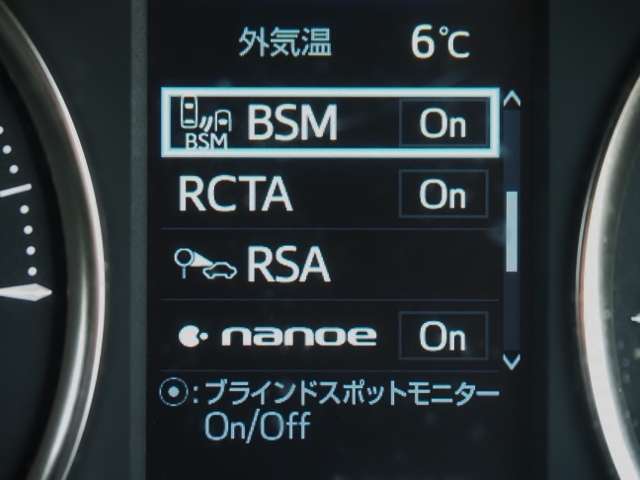 外気温 6℃
BSM BSM On
RCTA On
RSA
nanoe On
⦿:ブラインドスポットモニター
On/Off